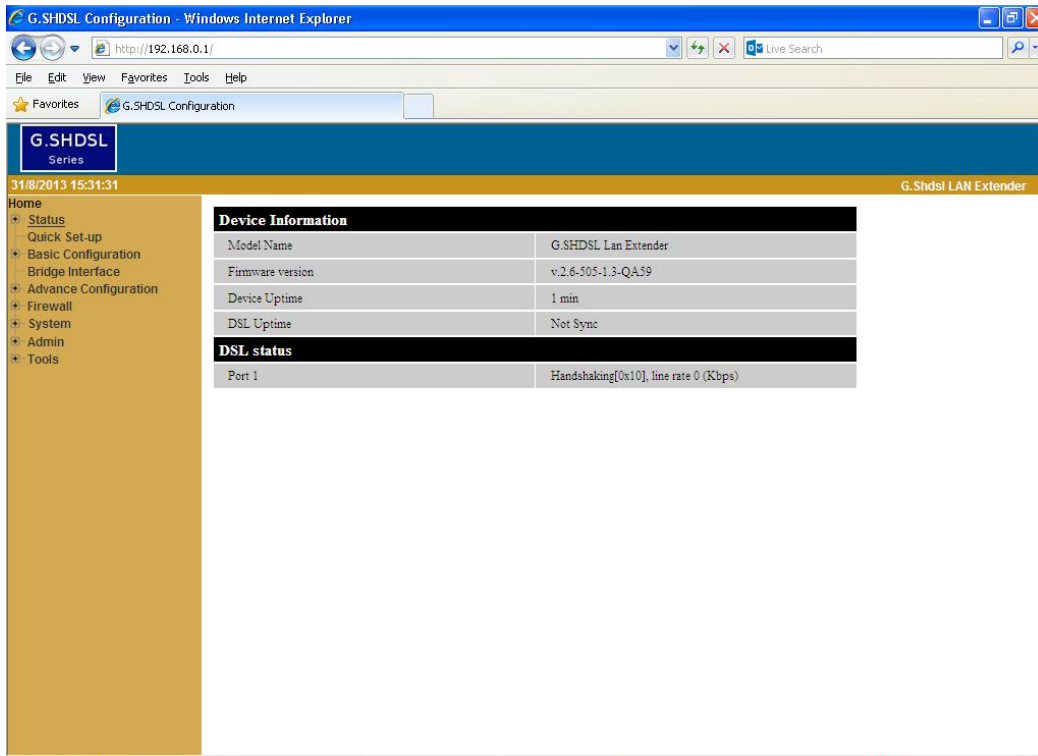 G.SHDSL Configuration - Windows Internet Explorer
http://192.168.0.1/
Live Search
File Edit View Favorites Tools Help
Favorites
G.SHDSL Configuration
G.SHDSL
Series
31/8/2013 15:31:31
G.Shdsl LAN Extender
Home
Status
Quick Set-up
Basic Configuration
Bridge Interface
Advance Configuration
Firewall
System
Admin
Tools
Device Information
Model Name G.SHDSL Lan Extender
Firmware version v.2.6-505-1.3-QA59
Device Uptime 1 min
DSL Uptime Not Sync
DSL status
Port 1 Handshaking[0x10], line rate 0 (Kbps)